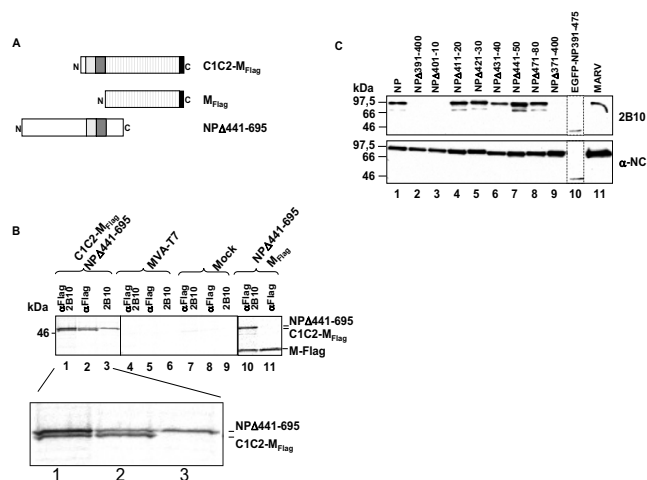 A
N
C
C1C2-MFlag
N
C
MFlag
N
C
NPΔ441-695
B
C1C2-MFlag
NPΔ441-695
MVA-T7
Mock
NPΔ441-695
MFlag
αFlag
2B10
αFlag
2B10
αFlag
2B10
αFlag
2B10
αFlag
2B10
αFlag
2B10
αFlag
2B10
αFlag
kDa
46
NPΔ441-695
C1C2-MFlag
M-Flag
1 2 3 4 5 6 7 8 9 10 11
NPΔ441-695
C1C2-MFlag
1 2 3
C
NP
NPΔ391-400
NPΔ401-10
NPΔ411-20
NPΔ421-30
NPΔ431-40
NPΔ441-50
NPΔ471-80
NPΔ371-400
EGFP-NP391-475
MARV
kDa
97,5
66
46
2B10
97,5
66
46
α-NC
1 2 3 4 5 6 7 8 9 10 11